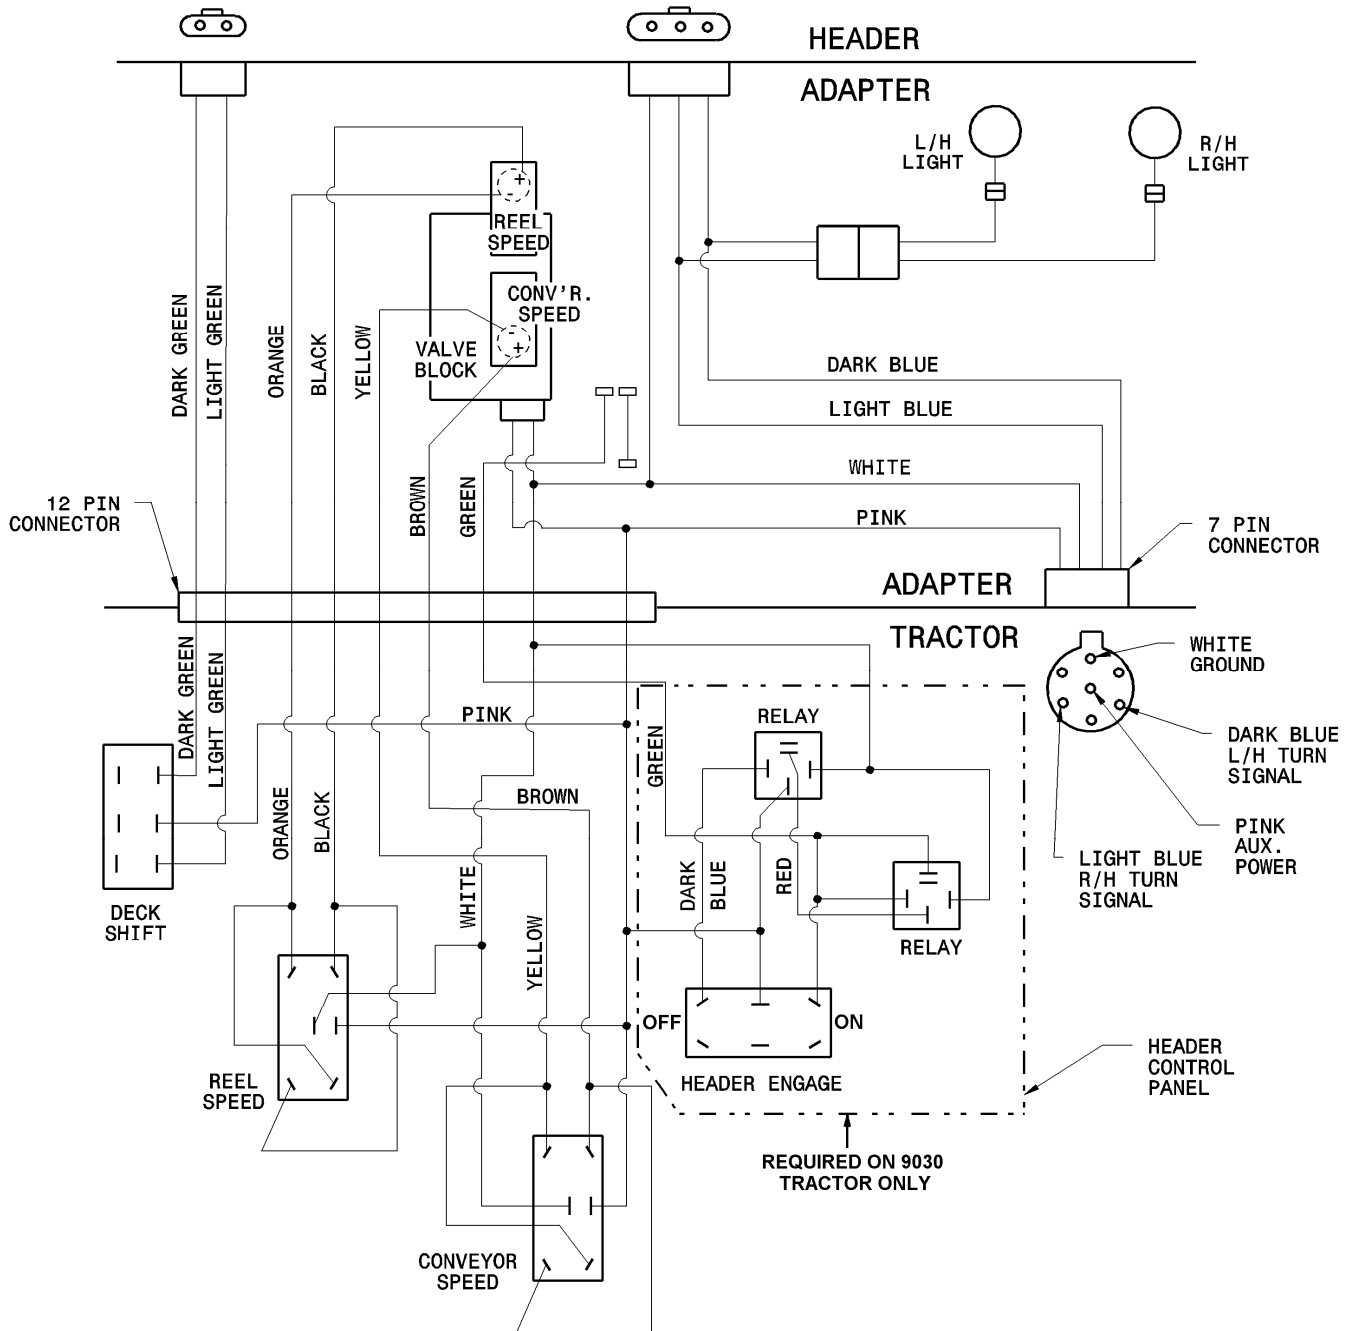 HEADER
ADAPTER
L/H
LIGHT
R/H
LIGHT
REEL
SPEED
CONV'R.
SPEED
VALVE
BLOCK
DARK GREEN
LIGHT GREEN
ORANGE
BLACK
YELLOW
BROWN
GREEN
DARK BLUE
LIGHT BLUE
WHITE
PINK
12 PIN
CONNECTOR
7 PIN
CONNECTOR
ADAPTER
TRACTOR
WHITE
GROUND
DARK BLUE
L/H TURN
SIGNAL
PINK
AUX.
POWER
LIGHT BLUE
R/H TURN
SIGNAL
DARK GREEN
LIGHT GREEN
PINK
GREEN
RELAY
ORANGE
BLACK
BROWN
WHITE
YELLOW
DARK
BLUE
RED
RELAY
DECK
SHIFT
OFF
ON
HEADER ENGAGE
HEADER
CONTROL
PANEL
REEL
SPEED
REQUIRED ON 9030
TRACTOR ONLY
CONVEYOR
SPEED